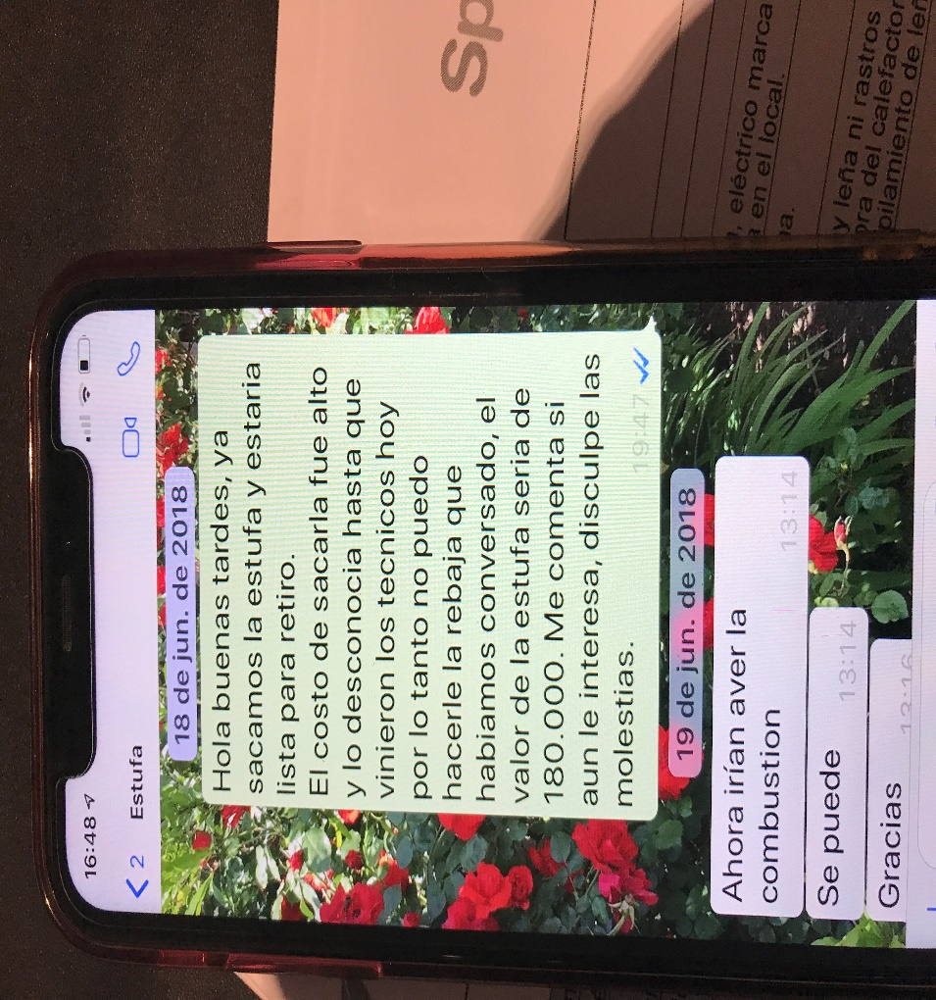 16:48
2
Estufa
18 de jun. de 2018
Hola buenas tardes, ya
sacamos la estufa y estaria
lista para retiro.
El costo de sacarla fue alto
y lo desconocia hasta que
vinieron los tecnicos hoy
por lo tanto no puedo
hacerle la rebaja que
habiamos conversado, el
valor de la estufa seria de
180.000. Me comenta si
aun le interesa, disculpe las
molestias.
19:47
19 de jun. de 2018
Ahora irían aver la
combustion
13:14
Se puede
13:14
Gracias
13:16
Sp
eléctrico marca
en el local.
y leña ni rastros
del calefactor